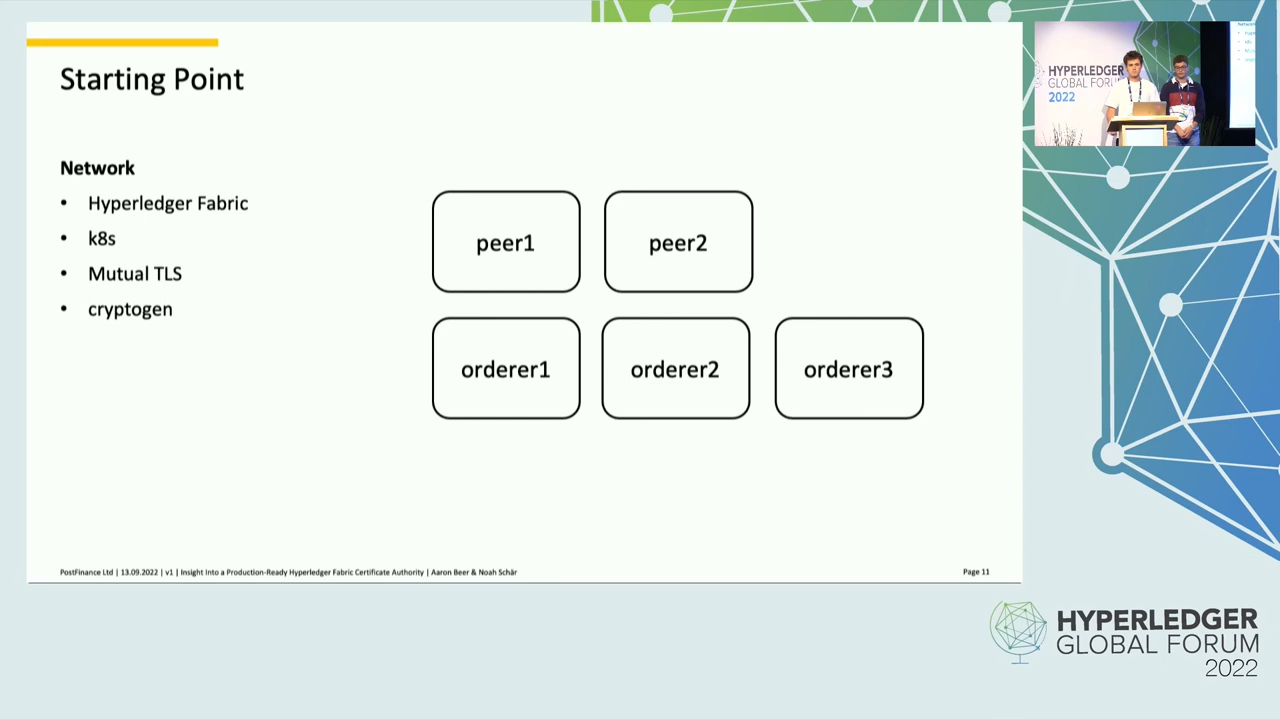 Starting Point
Network
• Hyperledger Fabric
• k8s
• Mutual TLS
• cryptogen
peer1
peer2
orderer1
orderer2
orderer3
PostFinance Ltd | 13.09.2022 | v1 | Insight Into a Production-Ready Hyperledger Fabric Certificate Authority | Aaron Beer & Noah Schär
Page 11
HYPERLEDGER
GLOBAL FORUM
2022
HYPERLEDGER
GLOBAL FORUM
2022